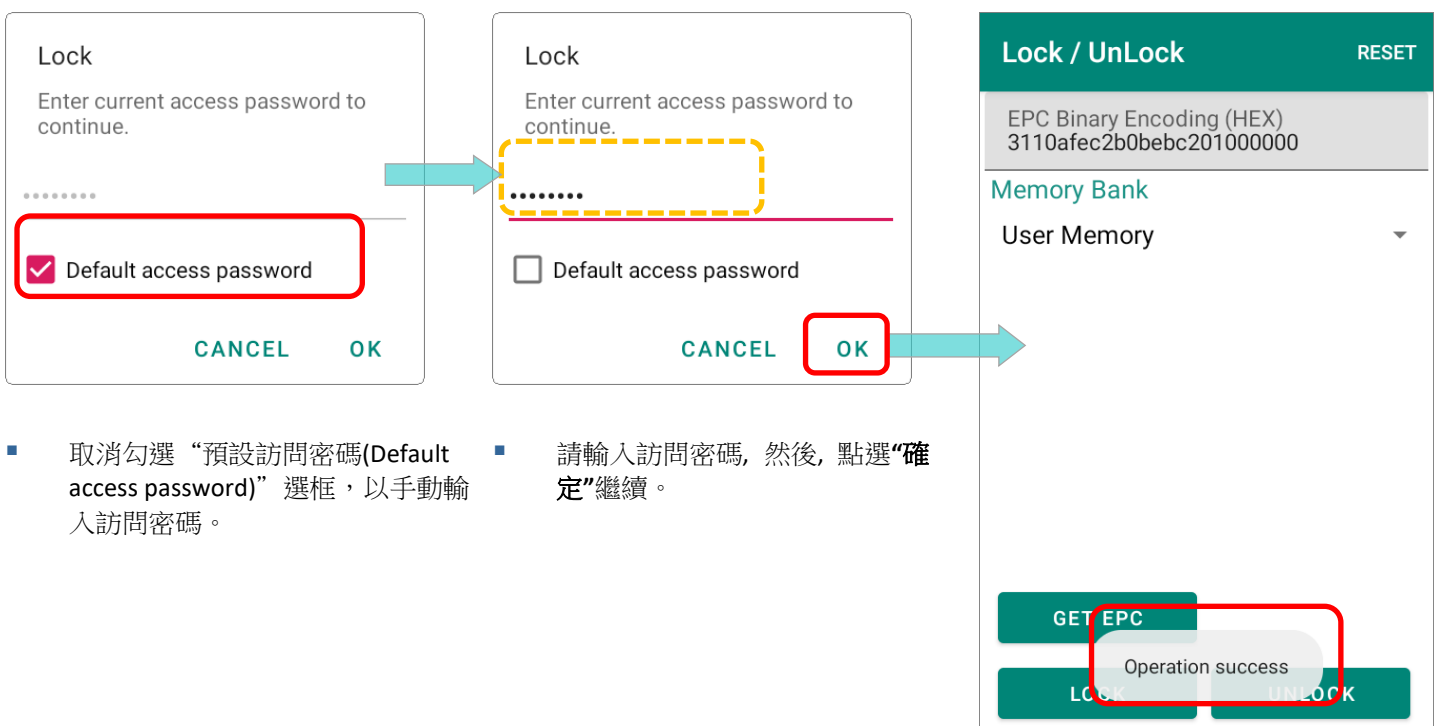 Lock
Enter current access password to
continue.
••••••••
Default access password
CANCEL OK
取消勾選“預設訪問密碼(Default
access password)”選框，以手動輸
入訪問密碼。
Lock
Enter current access password to
continue.
••••••••
Default access password
CANCEL OK
請輸入訪問密碼, 然後, 點選“確
定”繼續。
Lock / UnLock RESET
EPC Binary Encoding (HEX)
3110afec2b0bebc201000000
Memory Bank
User Memory
GET EPC
Operation success
LOCK UNLOCK